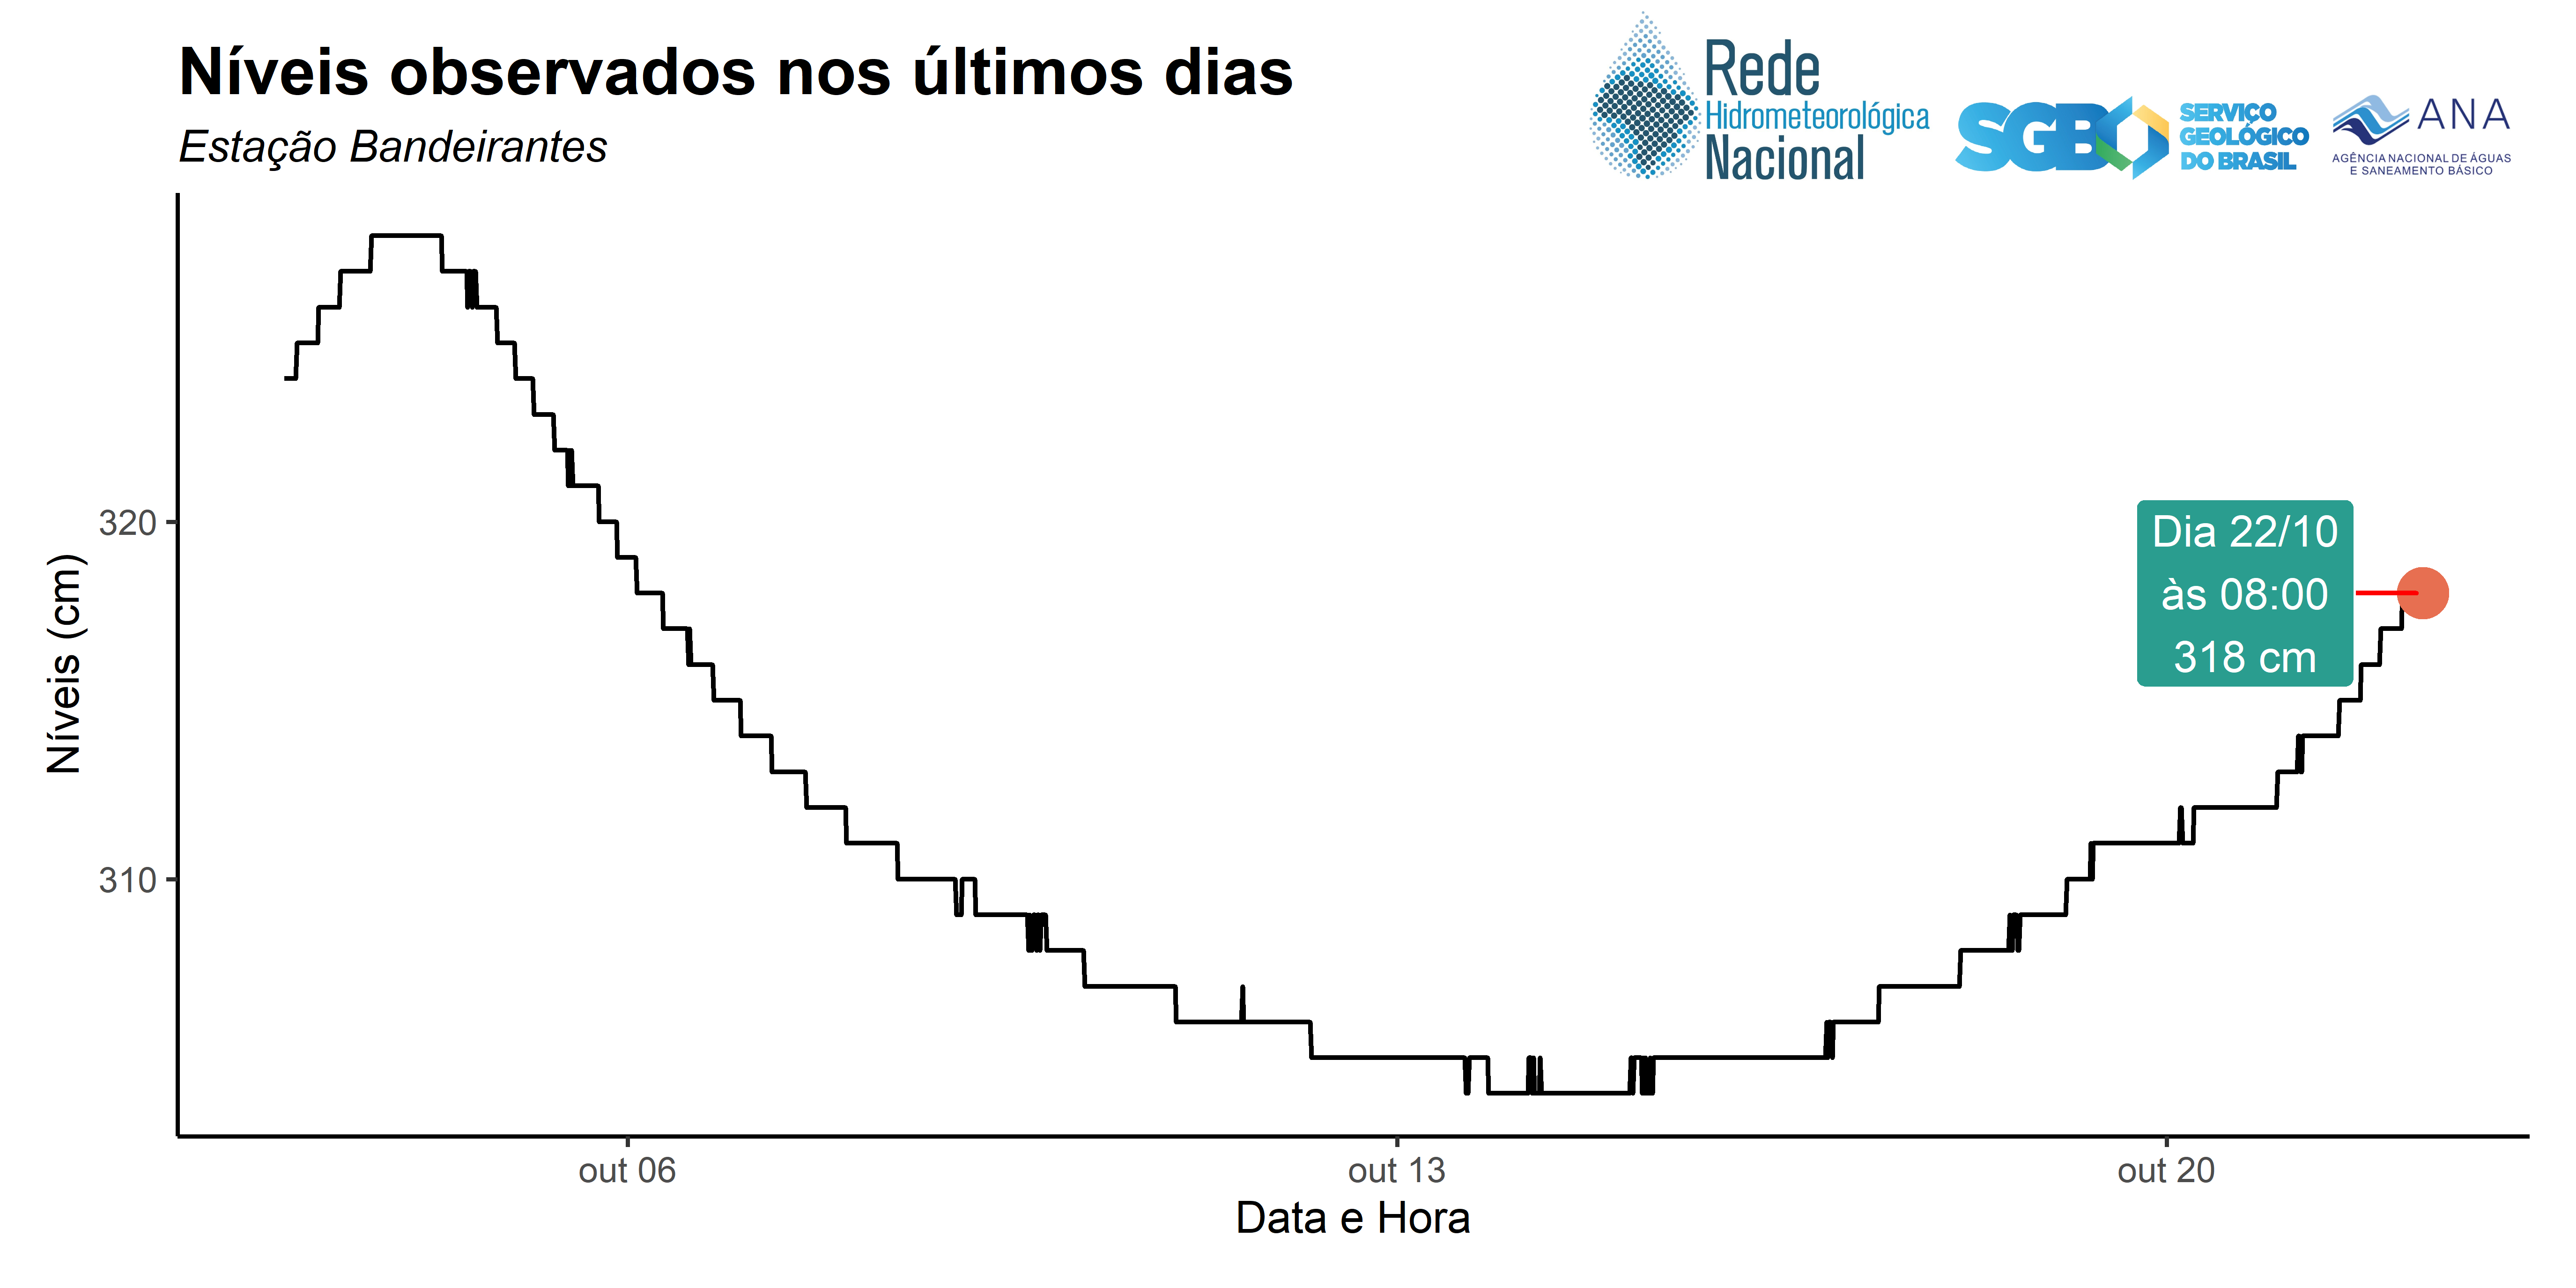 Níveis observados nos últimos dias
Estação Bandeirantes
Rede
Hidrometeorológica
Nacional
SGB
SERVIÇO
GEOLÓGICO
DO BRASIL
ANA
AGÊNCIA NACIONAL DE ÁGUAS
E SANEAMENTO BÁSICO
Níveis (cm)
320
310
Dia 22/10
às 08:00
318 cm
out 06
out 13
out 20
Data e Hora